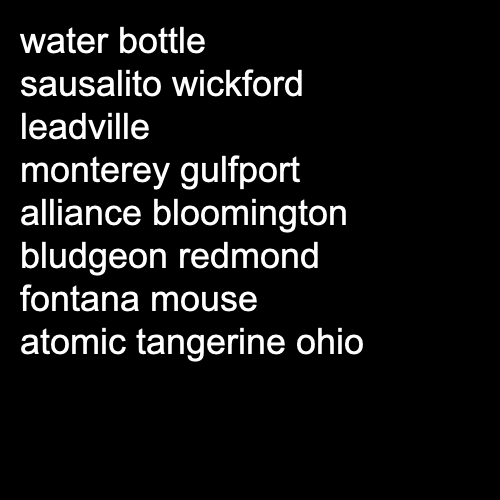 water bottle
sausalito wickford
leadville
monterey gulfport
alliance bloomington
bludgeon redmond
fontana mouse
atomic tangerine ohio